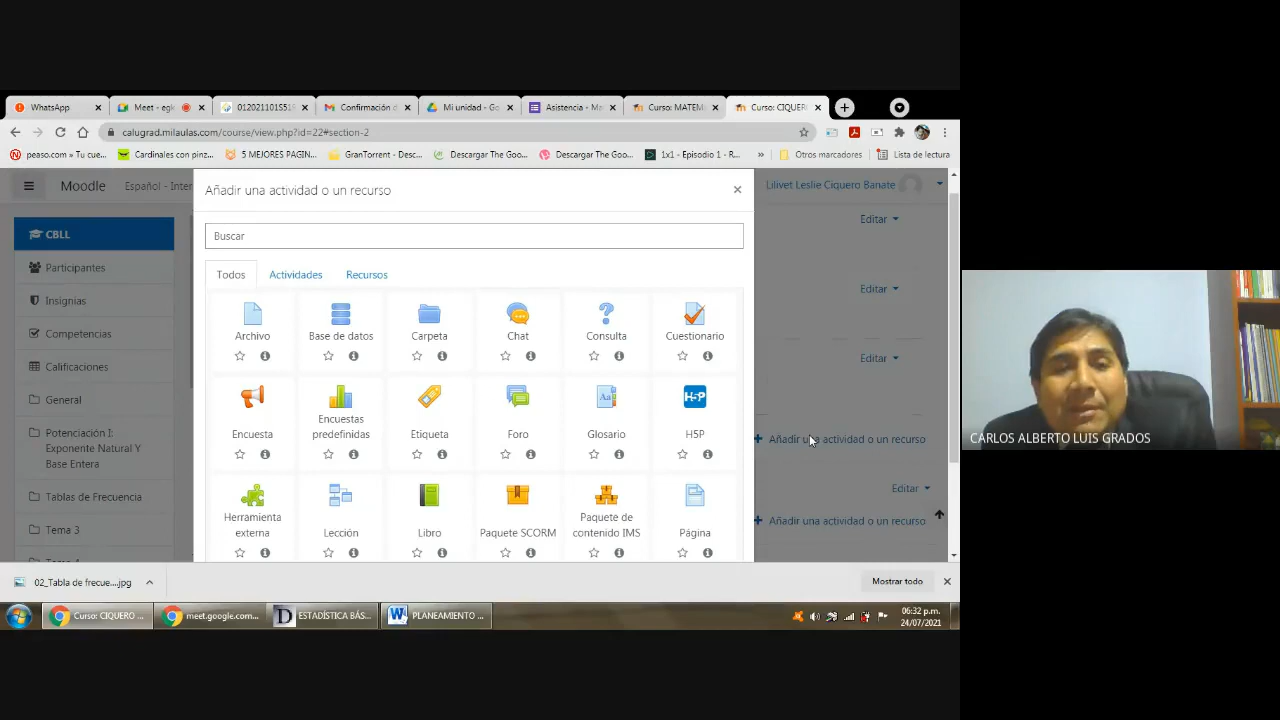 WhatsApp
Meet - egk
012021101S519
Confirmación d
Mi unidad - Go
Asistencia - Ma
Curso: MATEM
Curso: CIQUER
calugrad.milaulas.com/course/view.php?id=22#section-2
peaso.com » Tu cue...
Cardinales con pinz...
5 MEJORES PAGIN...
GranTorrent - Desc...
Descargar The Goo...
Descargar The Goo...
1x1 - Episodio 1 - R...
»
Otros marcadores
Lista de lectura
Moodle
Español - Inter
Lilivet Leslie Ciquero Banate
CBLL
Participantes
Insignias
Competencias
Calificaciones
General
Potenciación I:
Exponente Natural Y
Base Entera
Tablas de Frecuencia
Tema 3
Añadir una actividad o un recurso
Buscar
Todos
Actividades
Recursos
Archivo
Base de datos
Carpeta
Chat
Consulta
Cuestionario
Encuesta
Encuestas
predefinidas
Etiqueta
Foro
Glosario
H5P
H5P
Herramienta
externa
Lección
Libro
Paquete SCORM
Paquete de
contenido IMS
Página
Editar
Editar
Editar
Añadir una actividad o un recurso
Editar
Añadir una actividad o un recurso
02_Tabla de frecue....jpg
Mostrar todo
Curso: CIQUERO ...
meet.google.com...
ESTADÍSTICA BÁS...
PLANEAMIENTO ...
06:32 p.m.
24/07/2021
CARLOS ALBERTO LUIS GRADOS